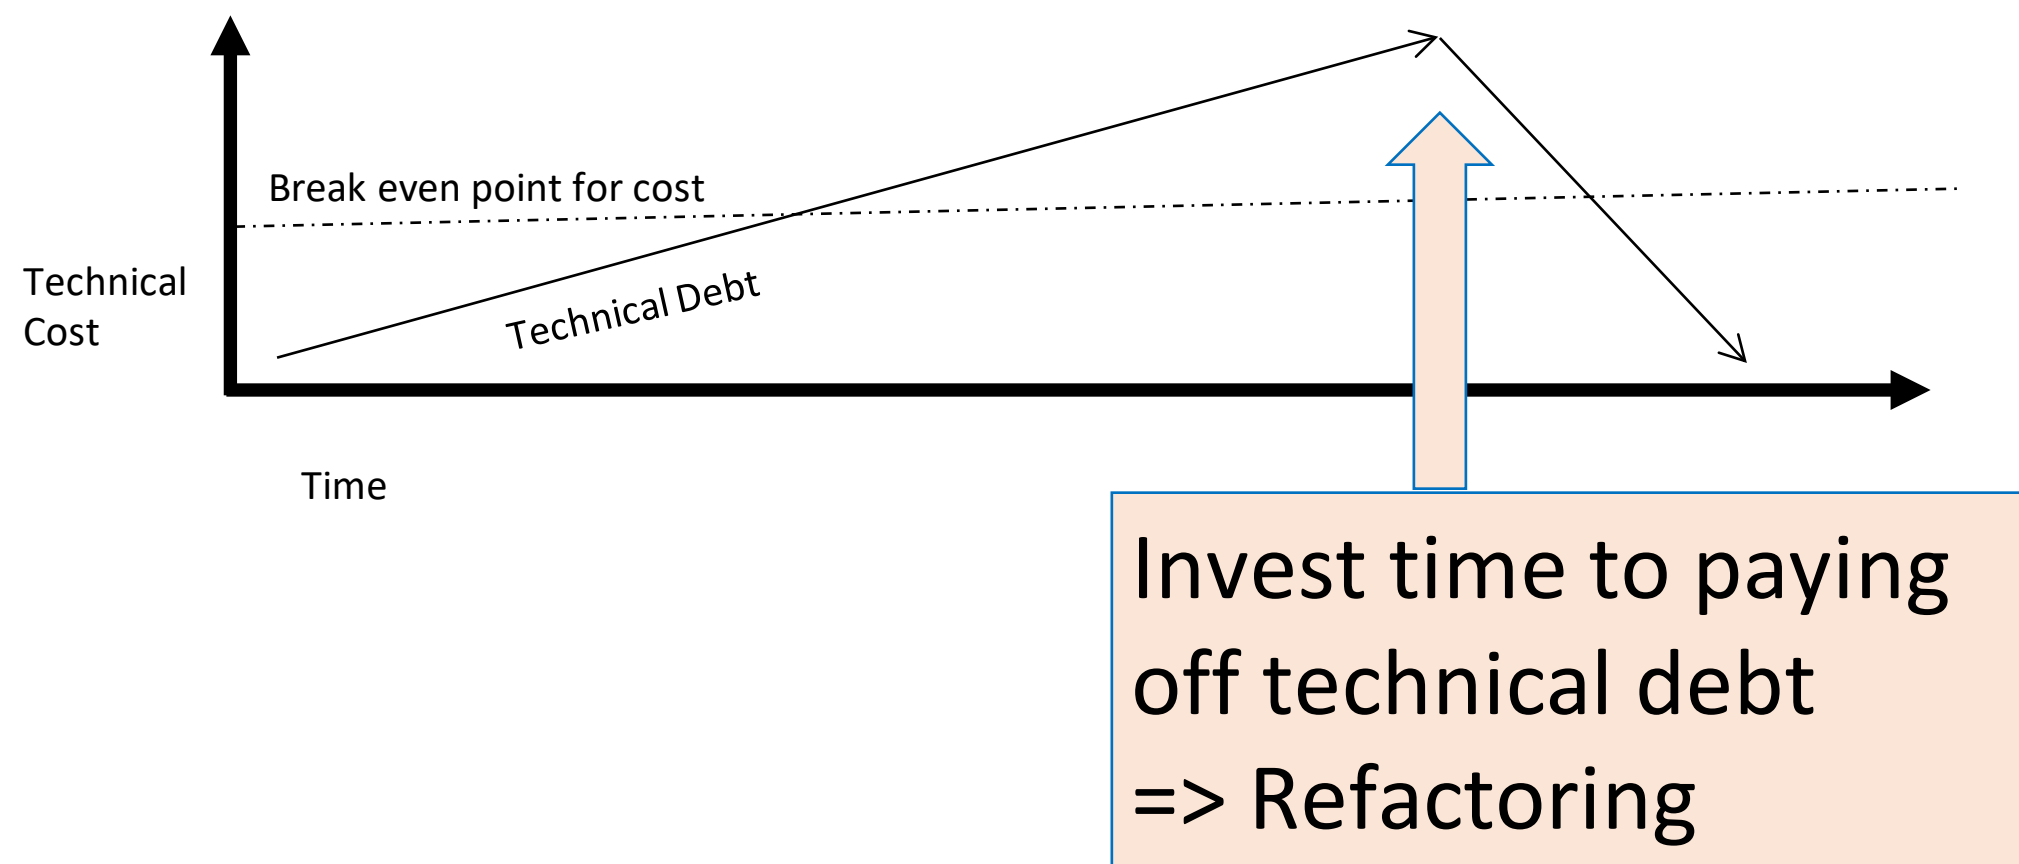 Break even point for cost
Technical
Cost
Technical Debt
Time
Invest time to paying
off technical debt
=> Refactoring